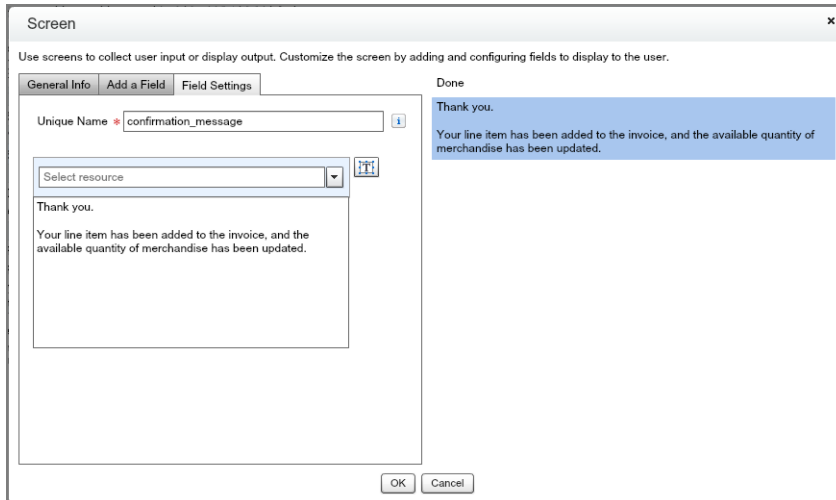 Screen
×
Use screens to collect user input or display output. Customize the screen by adding and configuring fields to display to the user.
General Info
Add a Field
Field Settings
Unique Name * confirmation_message
i
Select resource
T
Thank you.
Your line item has been added to the invoice, and the
available quantity of merchandise has been updated.
Done
Thank you.
Your line item has been added to the invoice, and the available quantity of
merchandise has been updated.
OK
Cancel